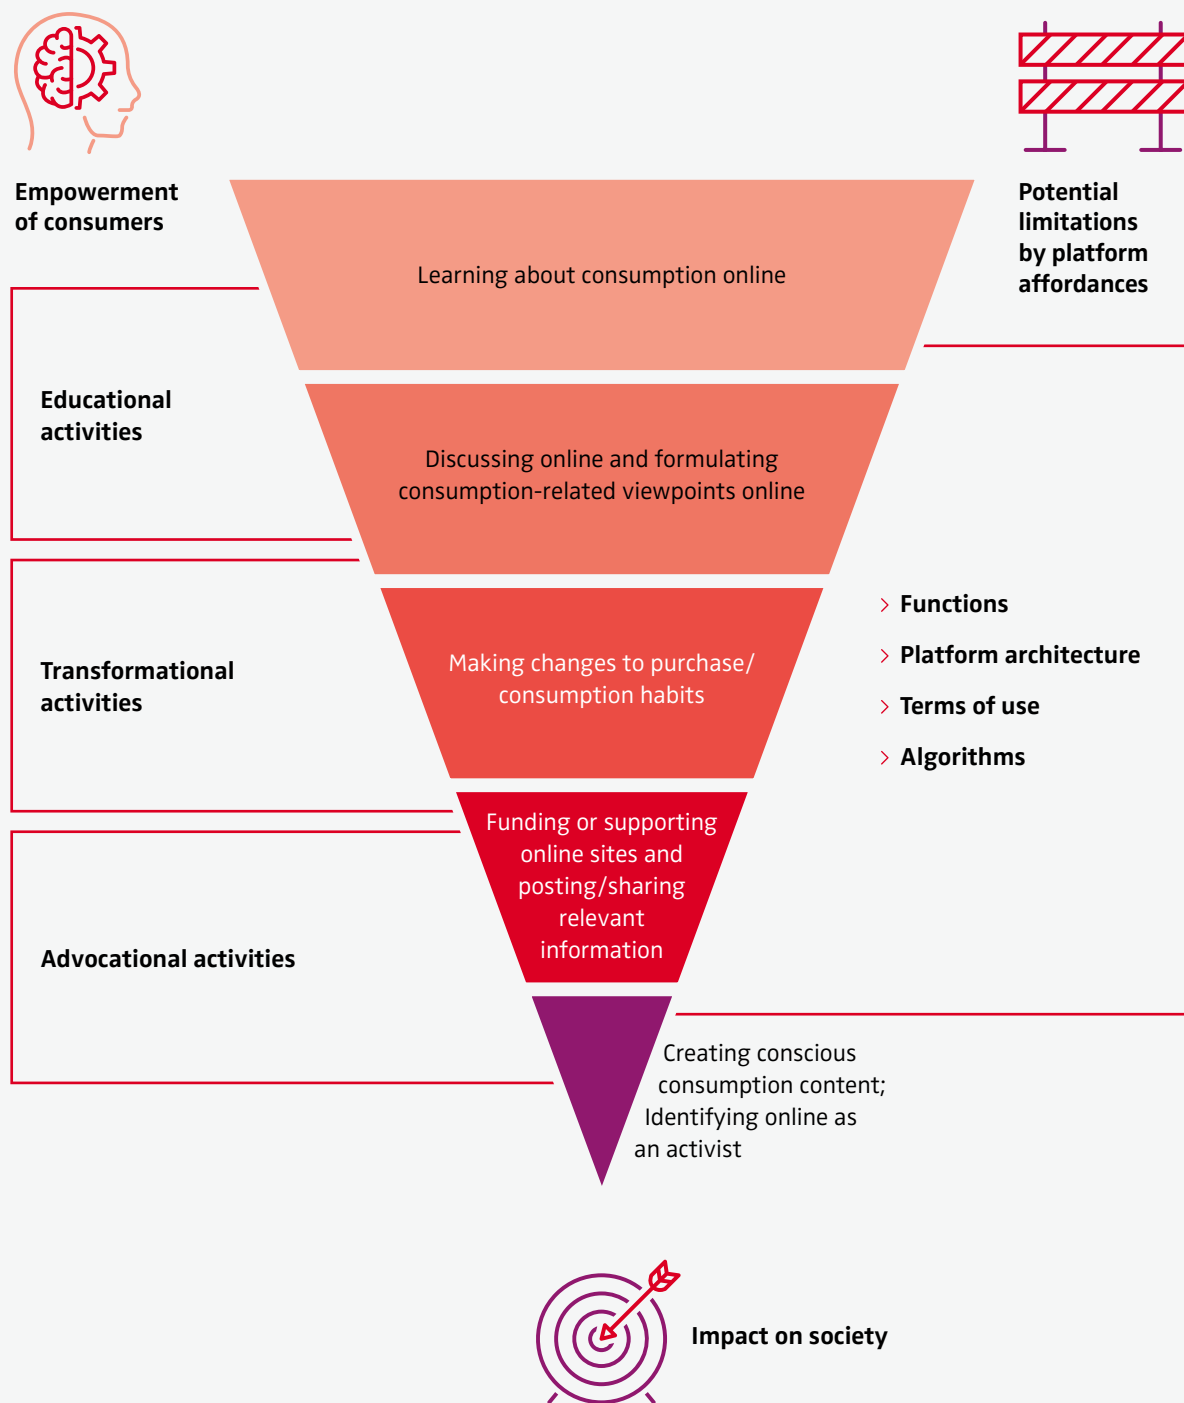 Empowerment
of consumers
Potential
limitations
by platform
affordances
Learning about consumption online
Educational
activities
Discussing online and formulating
consumption-related viewpoints online
Transformational
activities
Making changes to purchase/
consumption habits
> Functions
> Platform architecture
> Terms of use
> Algorithms
Advocational activities
Funding or supporting
online sites and
posting/sharing
relevant
information
Creating conscious
consumption content;
Identifying online as
an activist
Impact on society